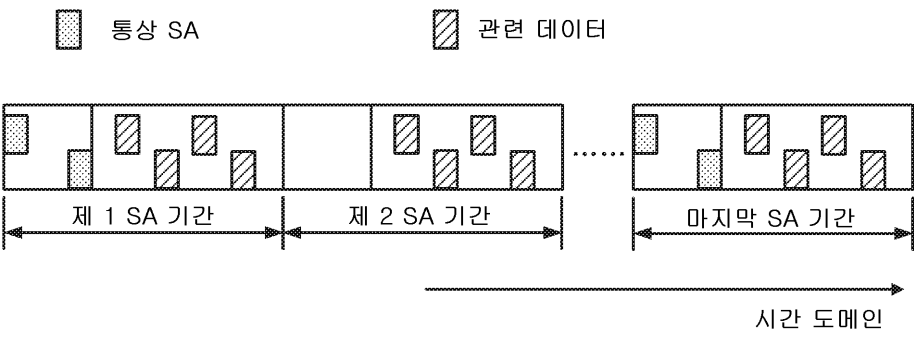 통상 SA
관련 데이터
......
제 1 SA 기간
제 2 SA 기간
마지막 SA 기간
시간 도메인